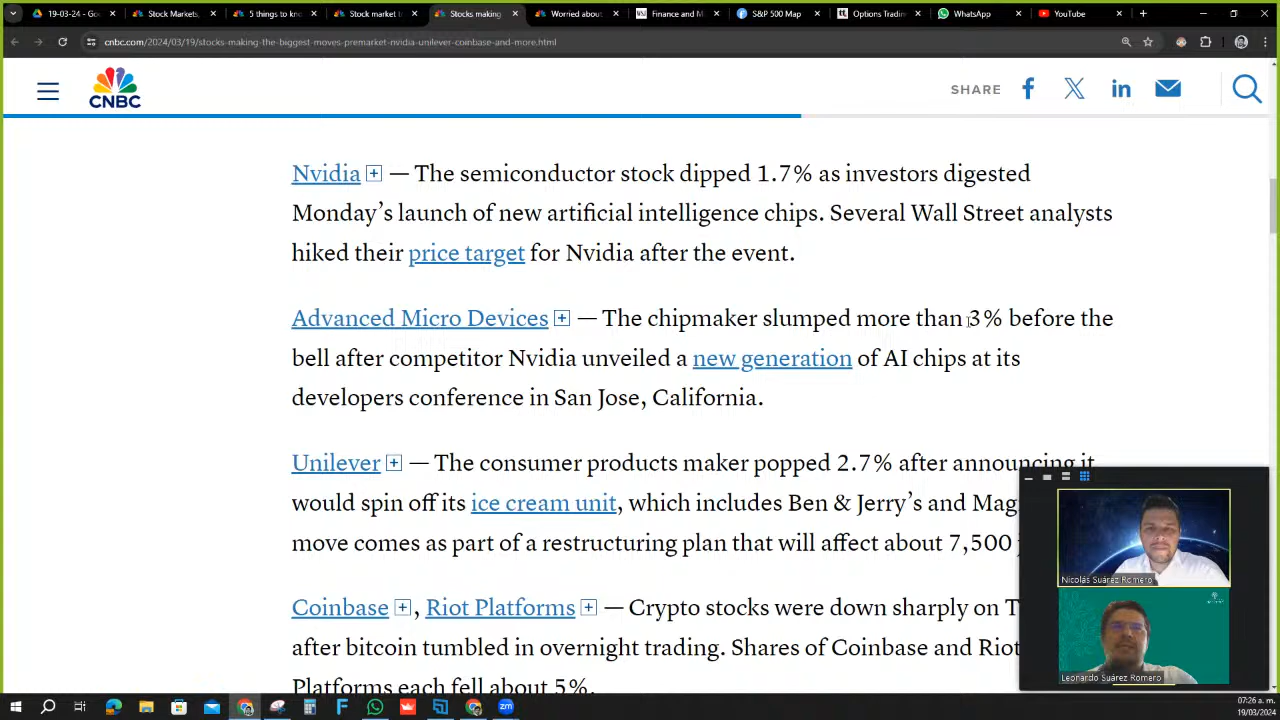 19-03-24 - Go
Stock Markets,
5 things to kno
Stock market t
Stocks making
Worried about
Finance and M
S&P 500 Map
Options Tradin
WhatsApp
YouTube
cnbc.com/2024/03/19/stocks-making-the-biggest-moves-premarket-nvidia-unilever-coinbase-and-more.html
CNBC
SHARE
Nvidia — The semiconductor stock dipped 1.7% as investors digested
Monday’s launch of new artificial intelligence chips. Several Wall Street analysts
hiked their price target for Nvidia after the event.
Advanced Micro Devices — The chipmaker slumped more than 3% before the
bell after competitor Nvidia unveiled a new generation of AI chips at its
developers conference in San Jose, California.
Unilever — The consumer products maker popped 2.7% after announcing it
would spin off its ice cream unit, which includes Ben & Jerry’s and Mag
move comes as part of a restructuring plan that will affect about 7,500
Coinbase, Riot Platforms — Crypto stocks were down sharply on T
after bitcoin tumbled in overnight trading. Shares of Coinbase and Riot
Platforms each fell about 5%.
Nicolás Suárez Romero
Leonardo Suárez Romero
07:26 a. m.
19/03/2024